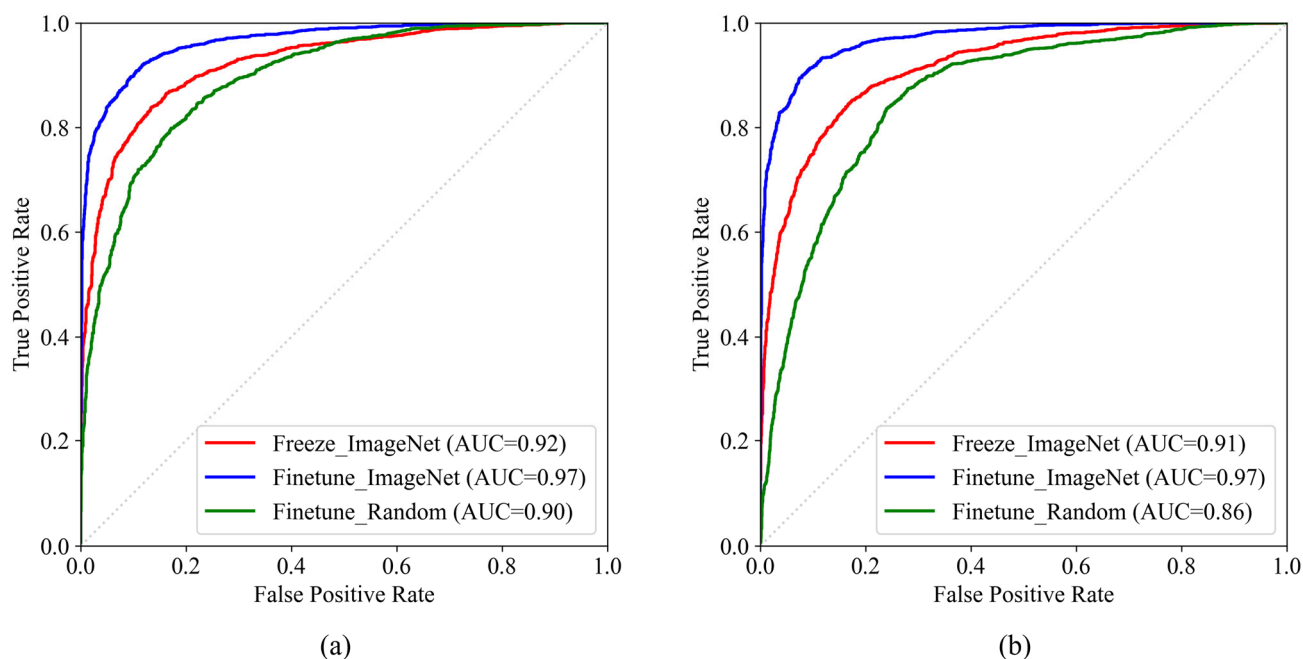 1.0
0.8
0.6
0.4
0.2
0.0
True Positive Rate
Freeze_ImageNet (AUC=0.92)
Finetune_ImageNet (AUC=0.97)
Finetune_Random (AUC=0.90)
0.0 0.2 0.4 0.6 0.8 1.0
False Positive Rate
(a)
1.0
0.8
0.6
0.4
0.2
0.0
True Positive Rate
Freeze_ImageNet (AUC=0.91)
Finetune_ImageNet (AUC=0.97)
Finetune_Random (AUC=0.86)
0.0 0.2 0.4 0.6 0.8 1.0
False Positive Rate
(b)